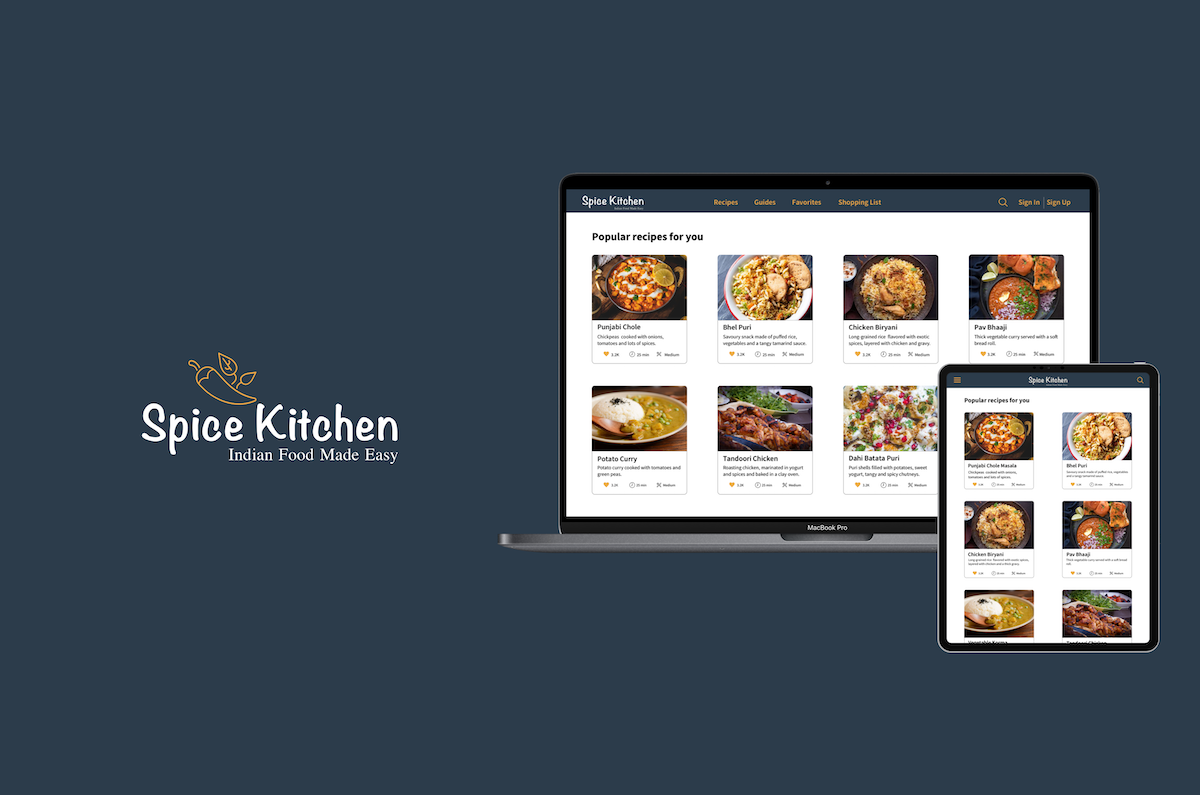 Spice Kitchen
Indian Food Made Easy
Spice Kitchen
Indian Food Made Easy
Recipes Guides Favorites Shopping List
Sign In Sign Up
Popular recipes for you
Punjabi Chole
Chickpeas cooked with onions,
tomatoes and lots of spices.
3.2K 25 min Medium
Bhel Puri
Savoury snack made of puffed rice,
vegetables and a tangy tamarind sauce.
3.2K 25 min Medium
Chicken Biryani
Long-grained rice flavored with exotic
spices, layered with chicken and gravy.
3.2K 25 min Medium
Pav Bhaaji
Thick vegetable curry served with a soft
bread roll.
3.2K 25 min Medium
Potato Curry
Potato curry cooked with tomatoes and
green peas.
3.2K 25 min Medium
Tandoori Chicken
Roasting chicken, marinated in yogurt
and spices and baked in a clay oven.
3.2K 25 min Medium
Dahi Batata Puri
Puri shells filled with potatoes, sweet
yogurt, tangy and spicy chutneys.
3.2K 25 min Medium
MacBook Pro
Spice Kitchen
Popular recipes for you
Punjabi Chole Masala
Chickpeas cooked with onions,
tomatoes and lots of spices.
3.2K 25 min Medium
Bhel Puri
Savoury snack made of puffed rice, vegetables
and a tangy tamarind sauce
3.2K 25 min Medium
Chicken Biryani
Long-grained rice flavored with exotic spices,
layered with chicken and a thick gravy
3.2K 25 min Medium
Pav Bhaaji
Thick vegetable curry served with a soft bread
roll.
3.2K 25 min Medium
Vegetable Korma
Tandoori Chicken